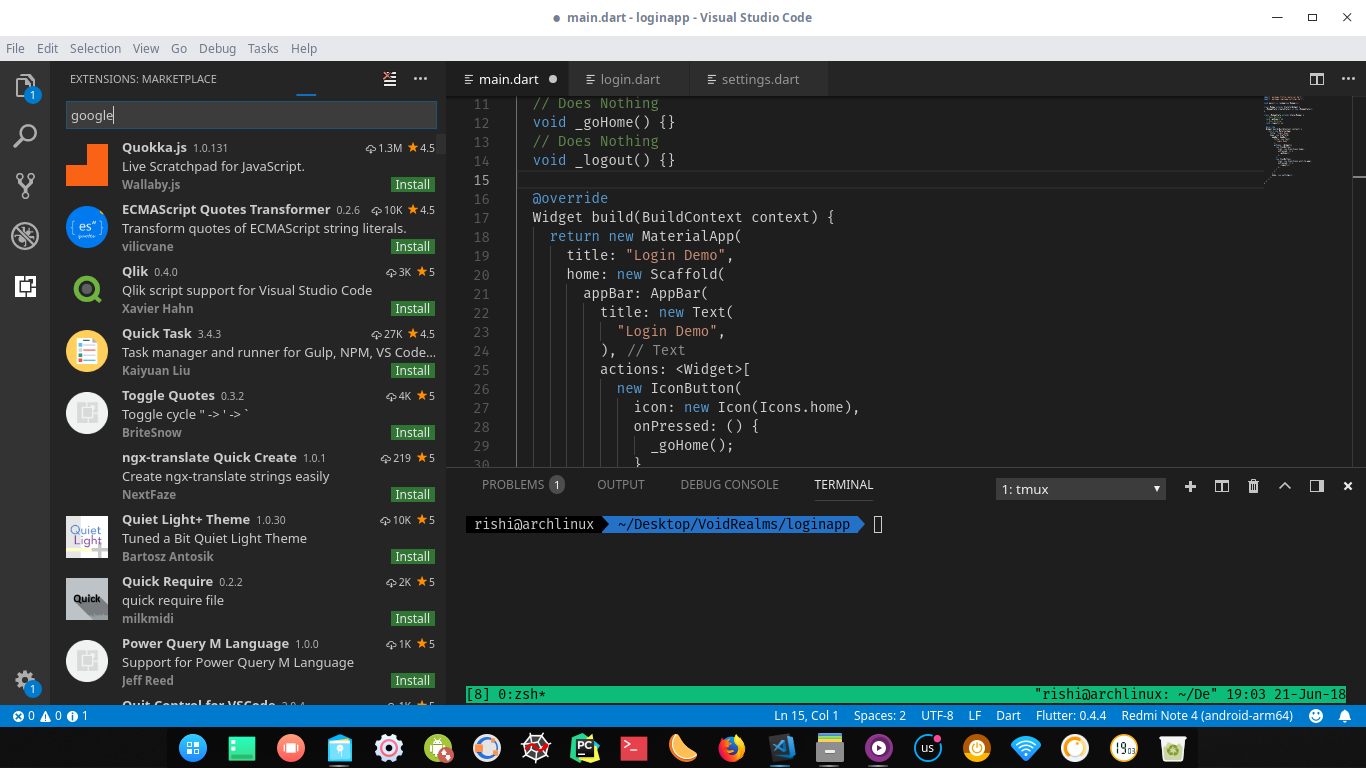 ● main.dart - loginapp - Visual Studio Code
File Edit Selection View Go Debug Tasks Help
EXTENSIONS: MARKETPLACE
google
Quokka.js 1.0.131 1.3M ★4.5
Live Scratchpad for JavaScript.
Wallaby.js Install
ECMAScript Quotes Transformer 0.2.6 10K ★4.5
Transform quotes of ECMAScript string literals.
vilicvane Install
Qlik 0.4.0 3K ★5
Qlik script support for Visual Studio Code
Xavier Hahn Install
Quick Task 3.4.3 27K ★4.5
Task manager and runner for Gulp, NPM, VS Code...
Kaiyuan Liu Install
Toggle Quotes 0.3.2 4K ★5
Toggle cycle " -> ' -> `
BriteSnow Install
ngx-translate Quick Create 1.0.1 219 ★5
Create ngx-translate strings easily
NextFaze Install
Quiet Light
Quiet Light+ Theme 1.0.30 10K ★5
Tuned a Bit Quiet Light Theme
Bartosz Antosik Install
Quick
Quick Require 0.2.2 2K ★5
quick require file
milkmidi Install
Power Query M Language 1.0.0 1K ★5
Support for Power Query M Language
Jeff Reed Install
main.dart ● login.dart settings.dart
11 // Does Nothing
12 void _goHome() {}
13 // Does Nothing
14 void _logout() {}
15
16 @override
17 Widget build(BuildContext context) {
18 return new MaterialApp(
19 title: "Login Demo",
20 home: new Scaffold(
21 appBar: AppBar(
22 title: new Text(
23 "Login Demo",
24 ), // Text
25 actions: <Widget>[
26 new IconButton(
27 icon: new Icon(Icons.home),
28 onPressed: () {
29 _goHome();
30 }
PROBLEMS 1 OUTPUT DEBUG CONSOLE TERMINAL 1: tmux
rishi@archlinux ~/Desktop/VoidRealms/loginapp
[8] 0:zsh* "rishi@archlinux: ~/De" 19:03 21-Jun-18
0 0 1 Ln 15, Col 1 Spaces: 2 UTF-8 LF Dart Flutter: 0.4.4 Redmi Note 4 (android-arm64)
PC us 19 03